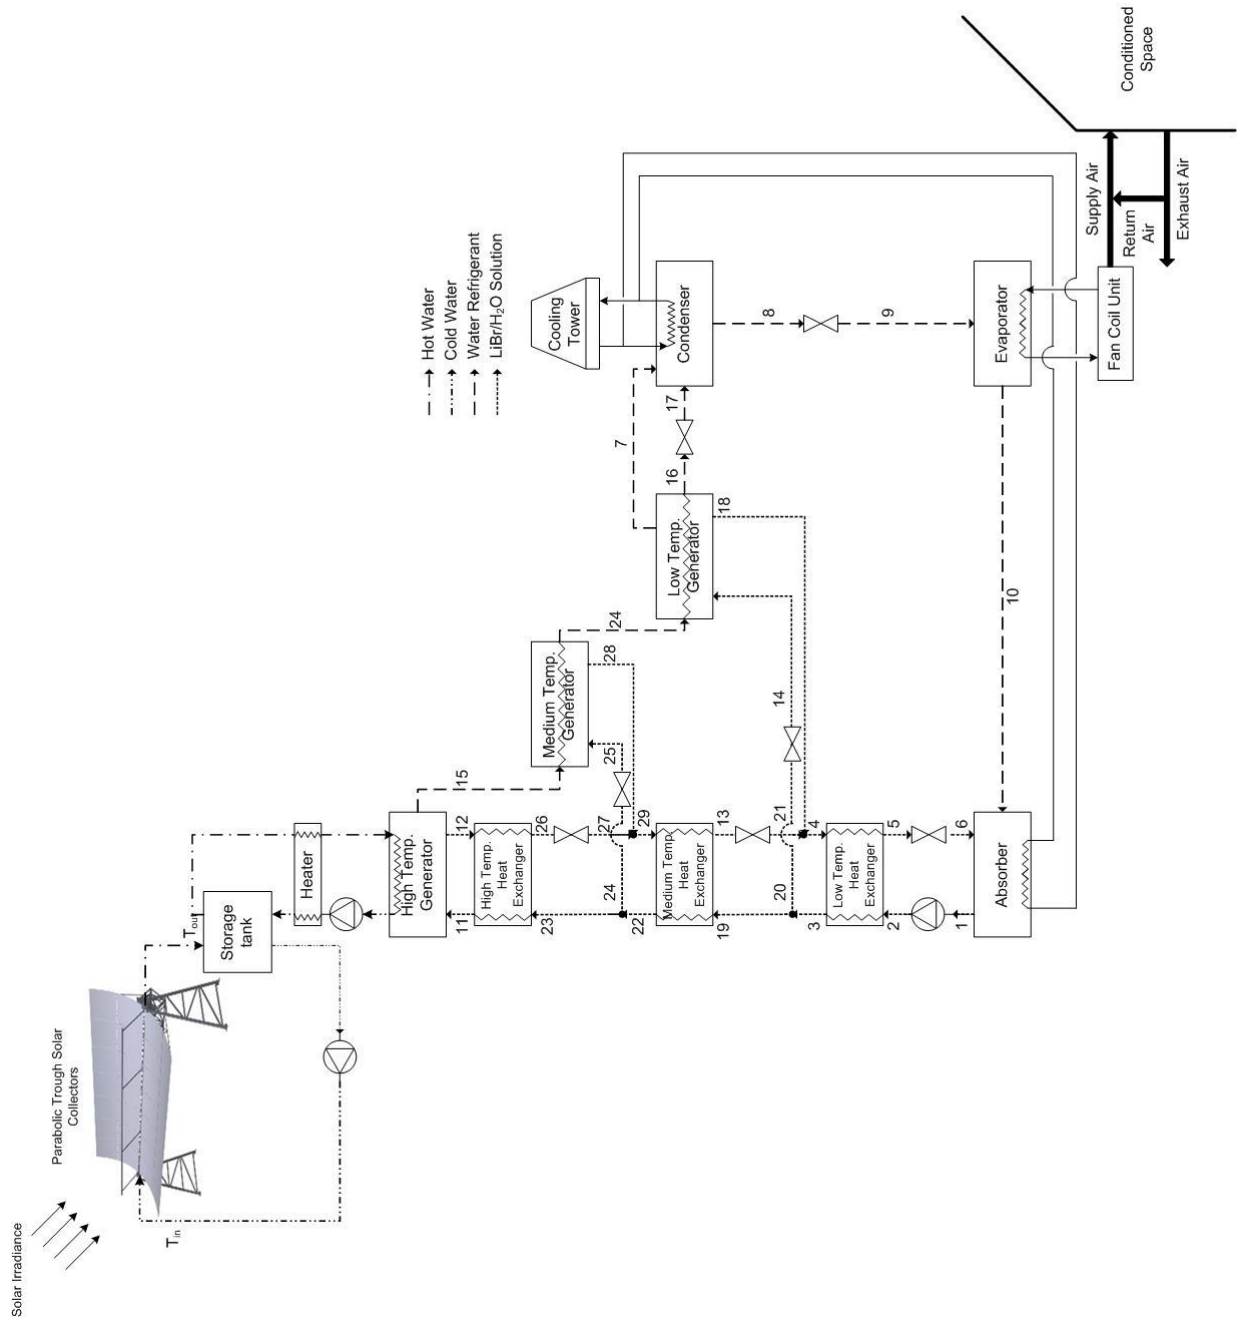 Solar Irradiance
Parabolic Trough Solar
Collectors
T in
T out
Storage
tank
Heater
High Temp.
Generator
15
11
12
High Temp.
Heat
Exchanger
23
26
24
27
25
29
22
Medium Temp.
Generator
28
24
Medium Temp.
Heat
Exchanger
19
13
20
21
14
3
4
Low Temp.
Heat
Exchanger
2
5
1
6
Absorber
10
Low Temp.
Generator
18
16
17
7
Hot Water
Cold Water
Water Refrigerant
LiBr/H2O Solution
Cooling
Tower
Condenser
8
9
Evaporator
Fan Coil Unit
Supply Air
Return
Air
Exhaust Air
Conditioned
Space